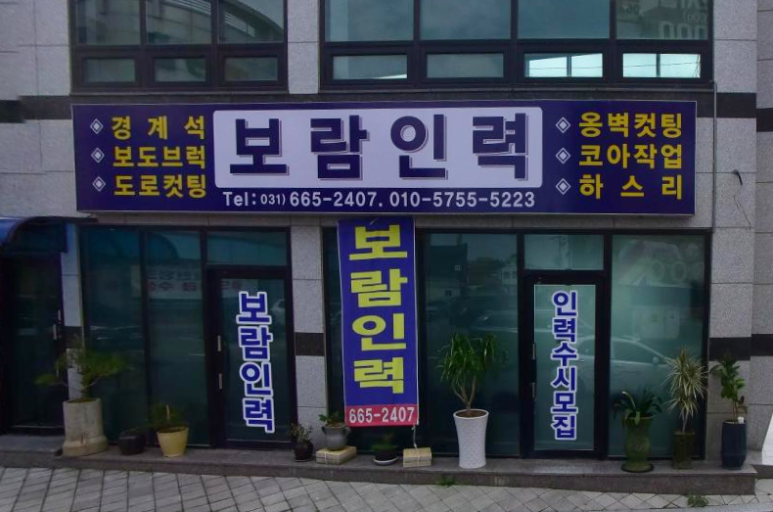 경계석
보도브럭
도로컷팅
보람인력
옹벽컷팅
코아작업
하스리
Tel: 031) 665-2407. 010-5755-5223
보람인력
보람인력
665-2407
인력수시모집